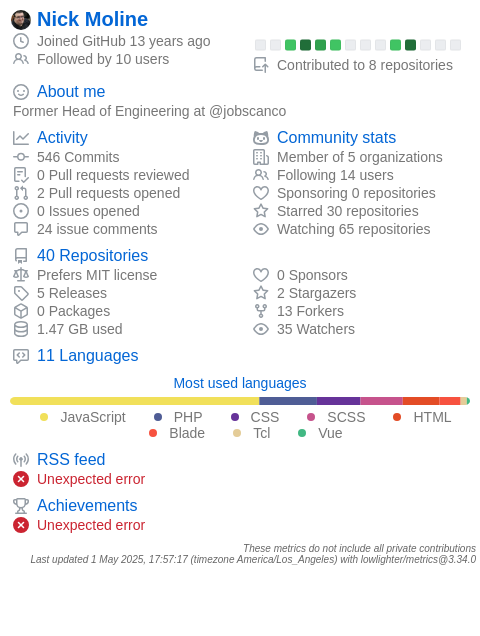 Nick Moline
Joined GitHub 13 years ago
Followed by 10 users
Contributed to 8 repositories
About me
Former Head of Engineering at @jobscanco
Activity
546 Commits
0 Pull requests reviewed
2 Pull requests opened
0 Issues opened
24 issue comments
Community stats
Member of 5 organizations
Following 14 users
Sponsoring 0 repositories
Starred 30 repositories
Watching 65 repositories
40 Repositories
Prefers MIT license
5 Releases
0 Packages
1.47 GB used
0 Sponsors
2 Stargazers
13 Forkers
35 Watchers
11 Languages
Most used languages
JavaScript PHP CSS SCSS HTML
Blade Tcl Vue
RSS feed
Unexpected error
Achievements
Unexpected error
These metrics do not include all private contributions
Last updated 1 May 2025, 17:57:17 (timezone America/Los_Angeles) with lowlighter/metrics@3.34.0